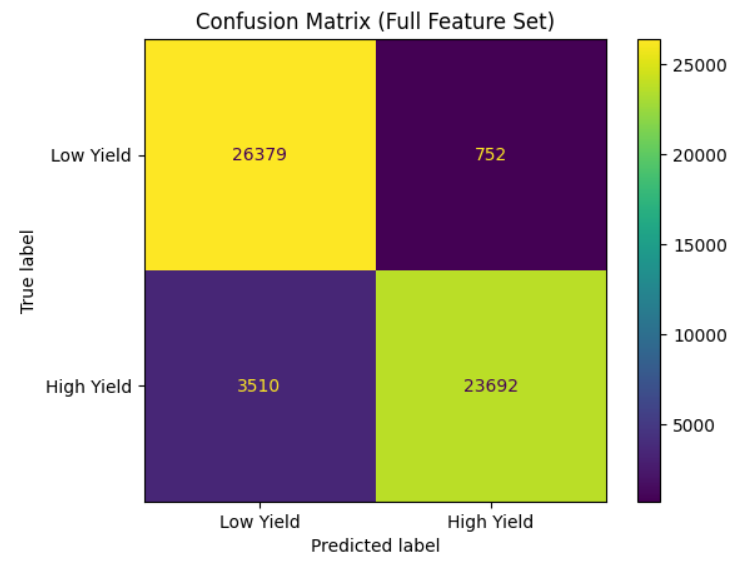 Confusion Matrix (Full Feature Set)
Low Yield
26379
752
High Yield
3510
23692
Low Yield
High Yield
Predicted label
True label
25000
20000
15000
10000
5000